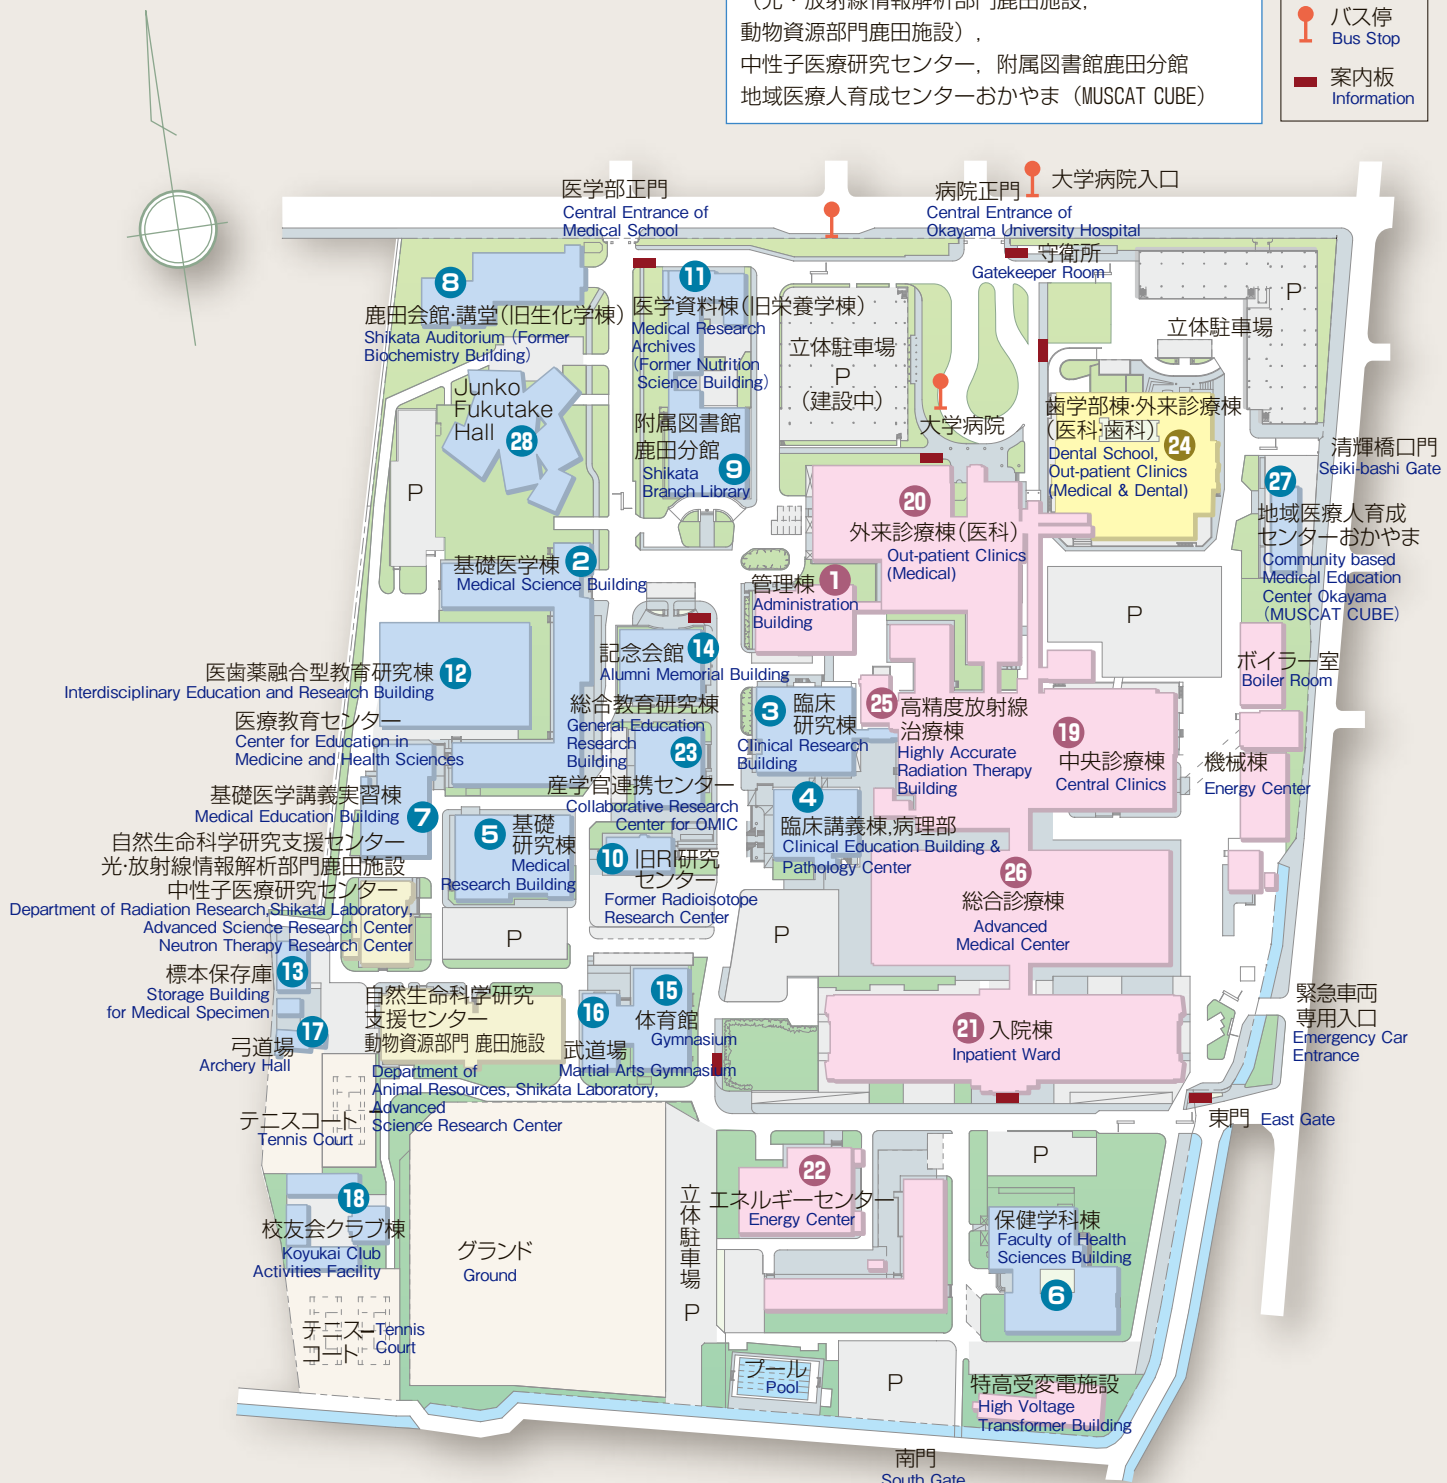 (光・放射線情報解析部門鹿田施設,
動物資源部門鹿田施設),
中性子医療研究センター, 附属図書館鹿田分館
地域医療人育成センターおかやま(MUSCAT CUBE)
バス停
Bus Stop
案内板
Information
医学部正門
Central Entrance of
Medical School
病院正門
Central Entrance of
Okayama University Hospital
大学病院入口
守衛所
Gatekeeper Room
8
鹿田会館・講堂(旧生化学棟)
Shikata Auditorium (Former
Biochemistry Building)
11
医学資料棟(旧栄養学棟)
Medical Research
Archives
(Former Nutrition
Science Building)
立体駐車場
P
(建設中)
P
立体駐車場
Junko
Fukutake
Hall
28
附属図書館
鹿田分館
9
Shikata
Branch Library
大学病院
歯学部棟・外来診療棟
(医科・歯科)
24
Dental School,
Out-patient Clinics
(Medical & Dental)
清輝橋口門
Seiki-bashi Gate
27
地域医療人育成
センターおかやま
Community based
Medical Education
Center Okayama
(MUSCAT CUBE)
P
20
外来診療棟(医科)
Out-patient Clinics
(Medical)
基礎医学棟
2
Medical Science Building
管理棟
1
Administration
Building
P
12
医歯薬融合型教育研究棟
Interdisciplinary Education and Research Building
記念会館
14
Alumni Memorial Building
ボイラー室
Boiler Room
医療教育センター
Center for Education in
Medicine and Health Sciences
総合教育研究棟
General Education
Research
Building
23
3
臨床
研究棟
Clinical Research
Building
25
高精度放射線
治療棟
Highly Accurate
Radiation Therapy
Building
19
中央診療棟
Central Clinics
機械棟
Energy Center
基礎医学講義実習棟
Medical Education Building
7
産学官連携センター
Collaborative Research
Center for OMIC
4
臨床講義棟,病理部
Clinical Education Building &
Pathology Center
5
基礎
研究棟
Medical
Research Building
10
旧RI研究
センター
Former Radioisotope
Research Center
自然生命科学研究支援センター
光・放射線情報解析部門鹿田施設
中性子医療研究センター
Department of Radiation Research,Shikata Laboratory,
Advanced Science Research Center
Neutron Therapy Research Center
26
総合診療棟
Advanced
Medical Center
P
P
13
標本保存庫
Storage Building
for Medical Specimen
17
弓道場
Archery Hall
自然生命科学研究
支援センター
動物資源部門 鹿田施設
Department of
Animal Resources, Shikata Laboratory,
Advanced
Science Research Center
16
武道場
Martial Arts Gymnasium
15
体育館
Gymnasium
21
入院棟
Inpatient Ward
緊急車両
専用入口
Emergency Car
Entrance
東門 East Gate
テニスコート
Tennis Court
18
校友会クラブ棟
Koyukai Club
Activities Facility
グランド
Ground
立体駐車場
P
22
エネルギーセンター
Energy Center
P
保健学科棟
Faculty of Health
Sciences Building
6
テニス
コート
Tennis
Court
プール
Pool
P
特高受変電施設
High Voltage
Transformer Building
南門
South Gate